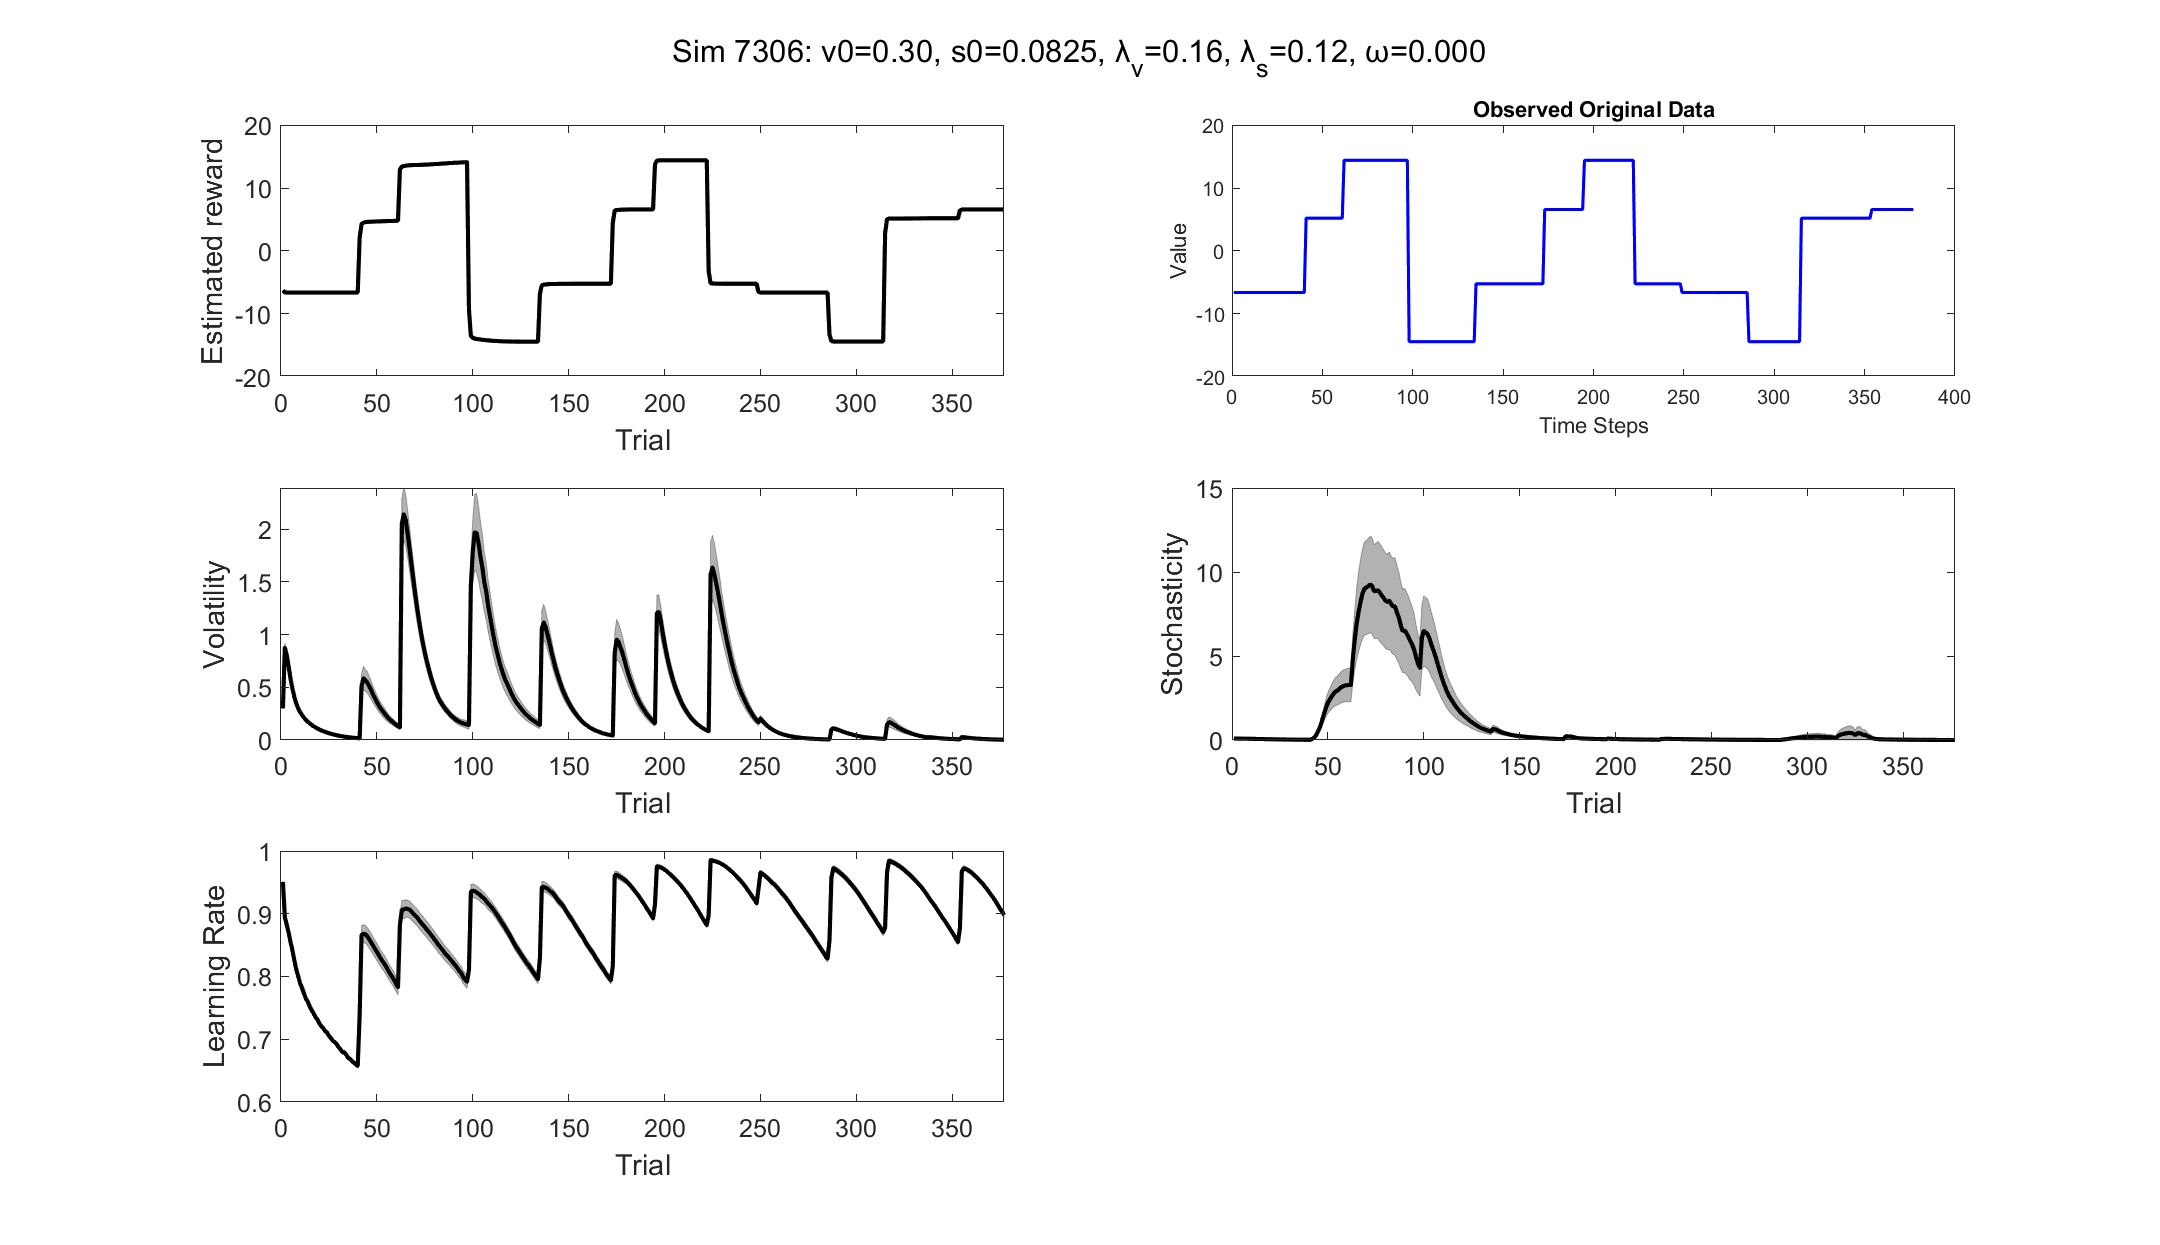 Sim 7306: v0=0.30, s0=0.0825, λv=0.16, λs=0.12, ω=0.000
Estimated reward
20
10
0
-10
-20
0 50 100 150 200 250 300 350
Trial
Observed Original Data
Value
20
10
0
-10
-20
0 50 100 150 200 250 300 350 400
Time Steps
Volatility
2
1.5
1
0.5
0
0 50 100 150 200 250 300 350
Trial
Stochasticity
15
10
5
0
0 50 100 150 200 250 300 350
Trial
Learning Rate
1
0.9
0.8
0.7
0.6
0 50 100 150 200 250 300 350
Trial